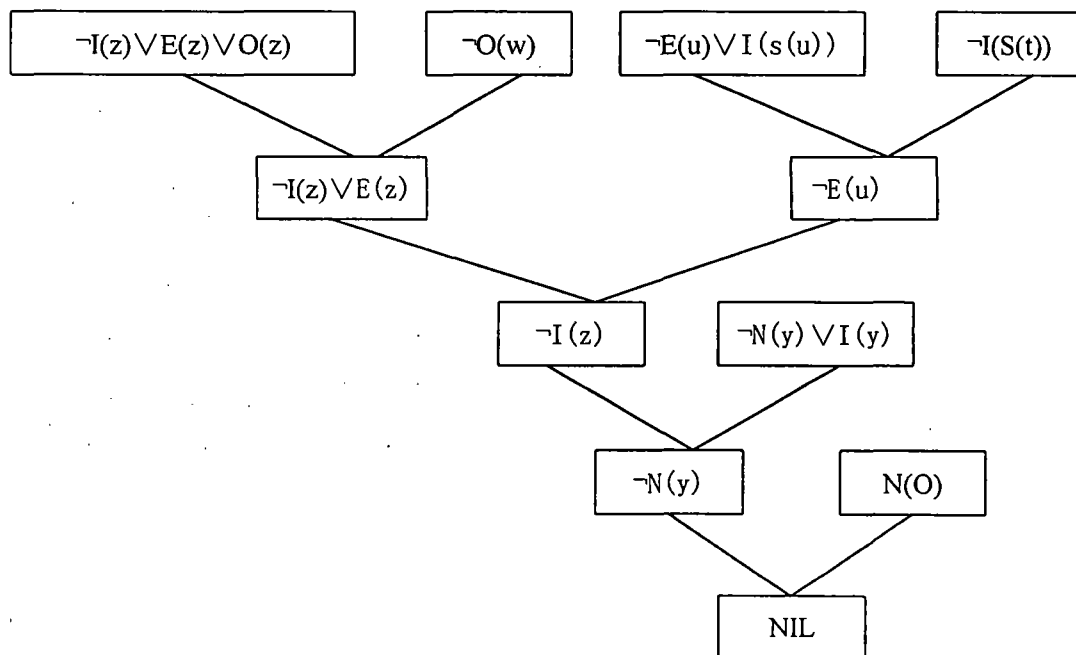 ¬I(z)∨E(z)∨O(z) ¬O(w) ¬E(u)∨I(s(u)) ¬I(S(t))
¬I(z)∨E(z) ¬E(u)
¬I(z) ¬N(y)∨I(y)
¬N(y) N(O)
NIL